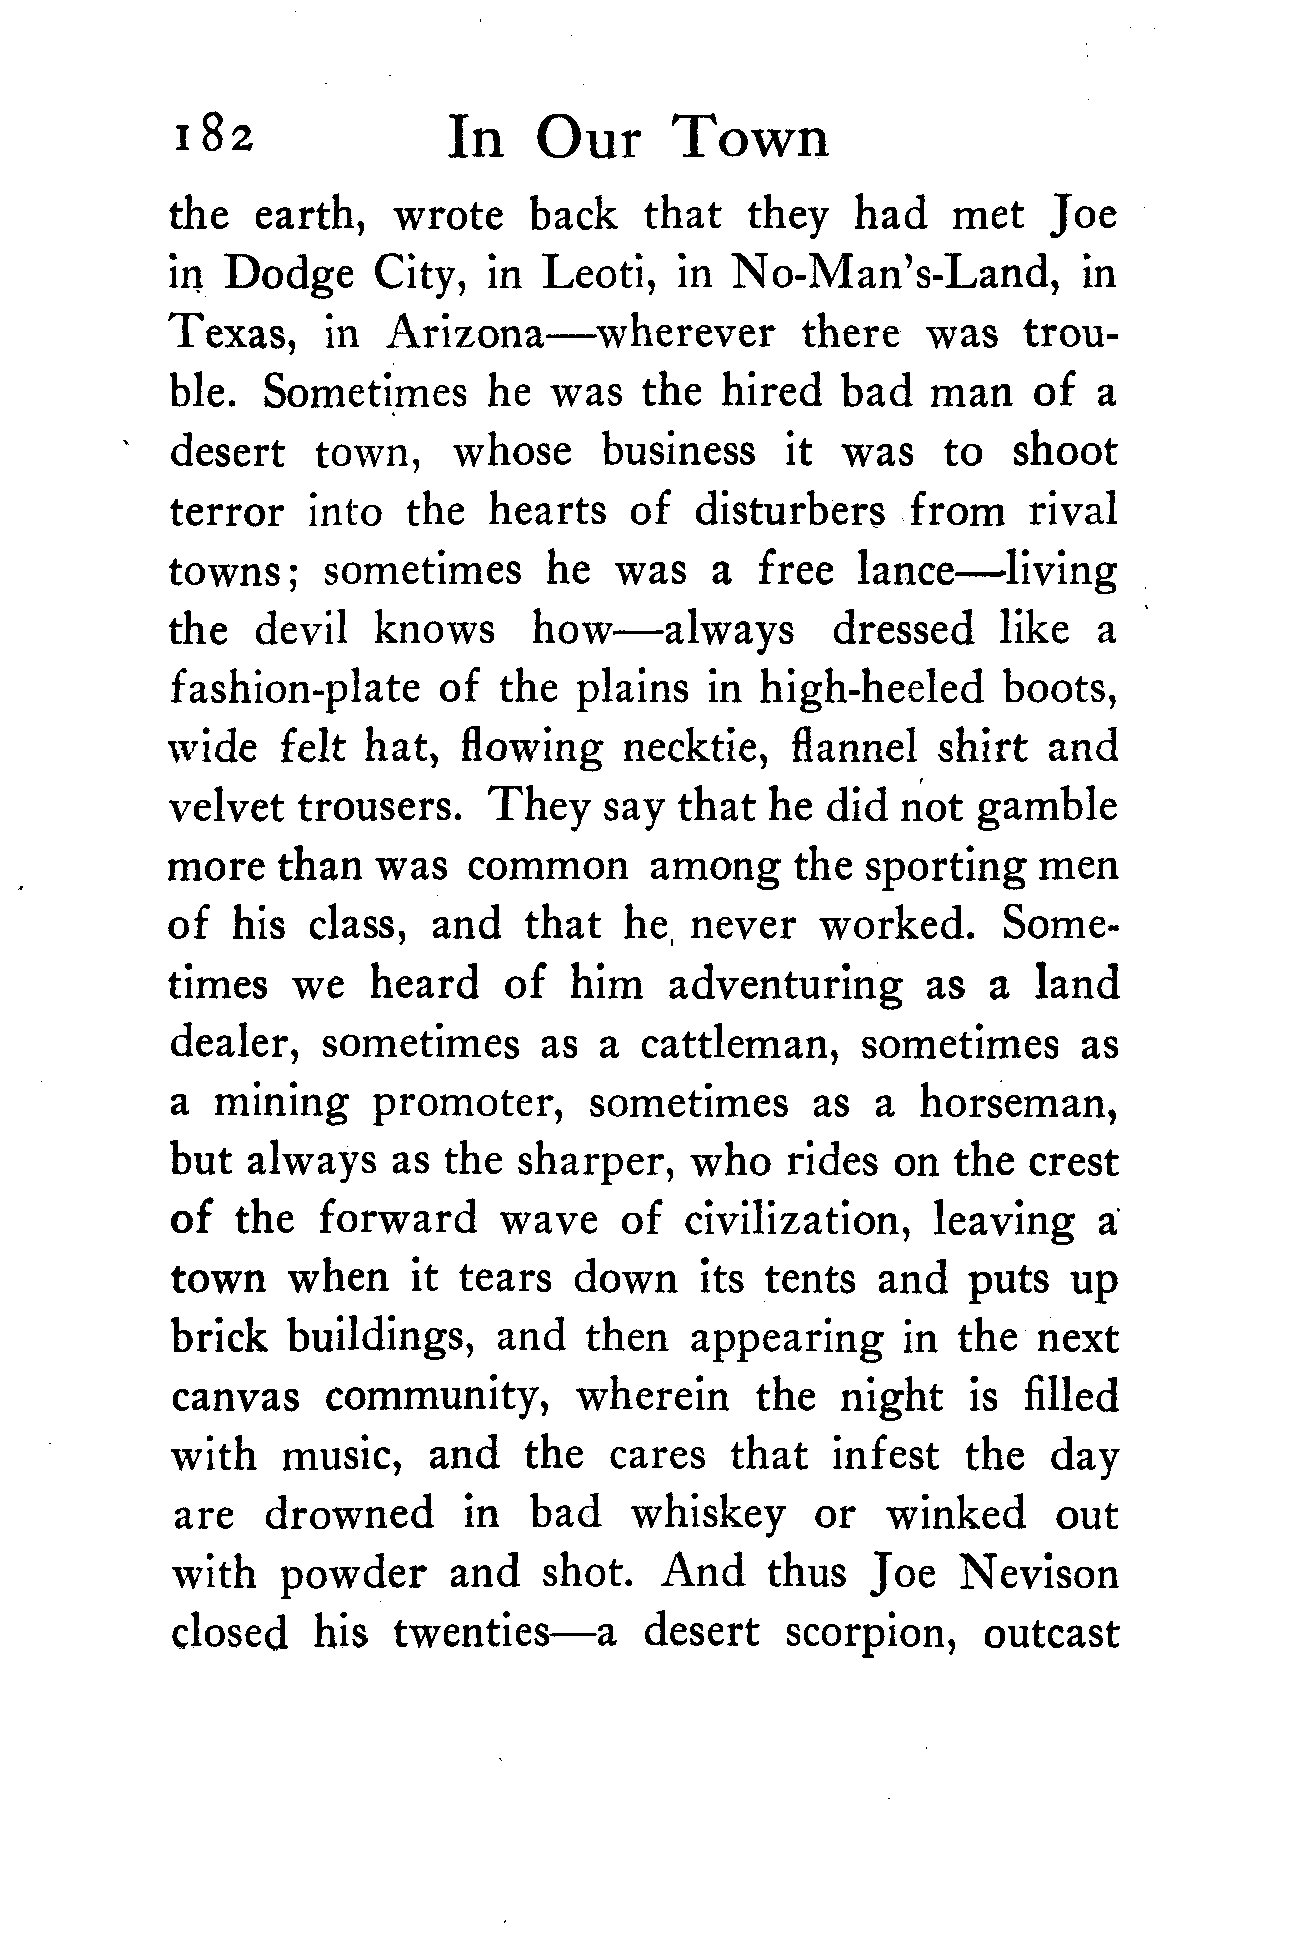 182 In Our Town
the earth, wrote back that they had met Joe
in Dodge City, in Leoti, in No-Man's-Land, in
Texas, in Arizona—wherever there was trou-
ble. Sometimes he was the hired bad man of a
desert town, whose business it was to shoot
terror into the hearts of disturbers from rival
towns; sometimes he was a free lance—living
the devil knows how—always dressed like a
fashion-plate of the plains in high-heeled boots,
wide felt hat, flowing necktie, flannel shirt and
velvet trousers. They say that he did not gamble
more than was common among the sporting men
of his class, and that he never worked. Some-
times we heard of him adventuring as a land
dealer, sometimes as a cattleman, sometimes as
a mining promoter, sometimes as a horseman,
but always as the sharper, who rides on the crest
of the forward wave of civilization, leaving a
town when it tears down its tents and puts up
brick buildings, and then appearing in the next
canvas community, wherein the night is filled
with music, and the cares that infest the day
are drowned in bad whiskey or winked out
with powder and shot. And thus Joe Nevison
closed his twenties—a desert scorpion, outcast